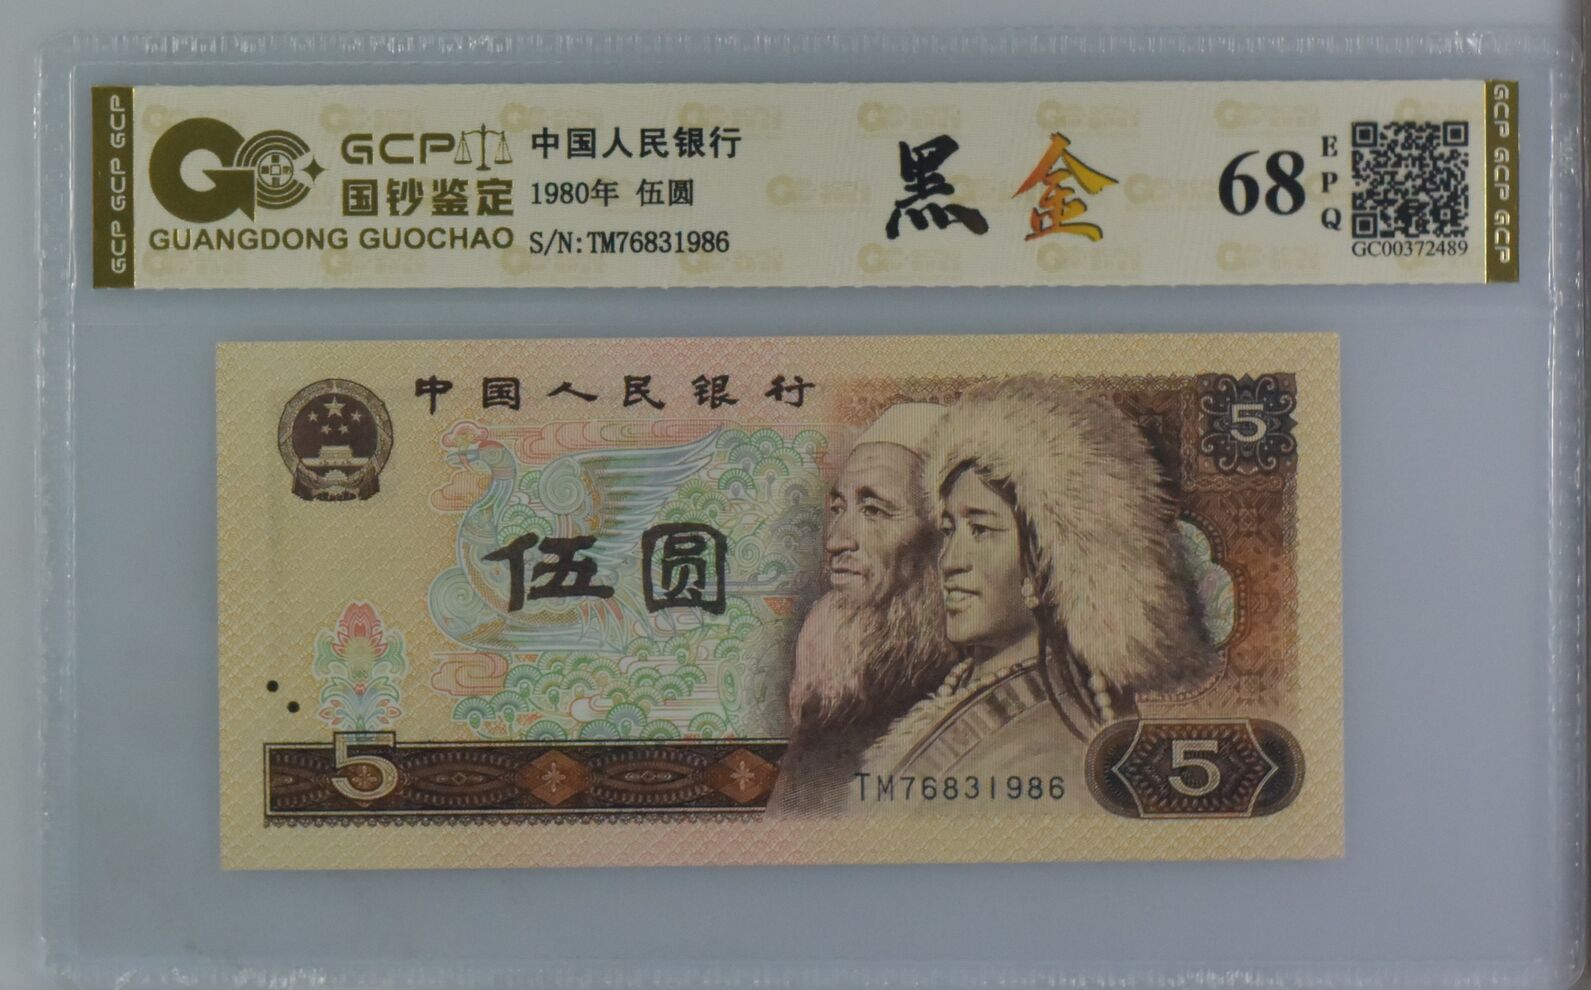 GCP GCP GCP
GCP
国钞鉴定
GUANGDONG GUOCHAO
中国人民银行
1980年 伍圆
S/N:TM76831986
黑金
68
EPQ
GC00372489
GCP GCP GCP
中国人民银行
5
伍圆
5
TM76831986
5